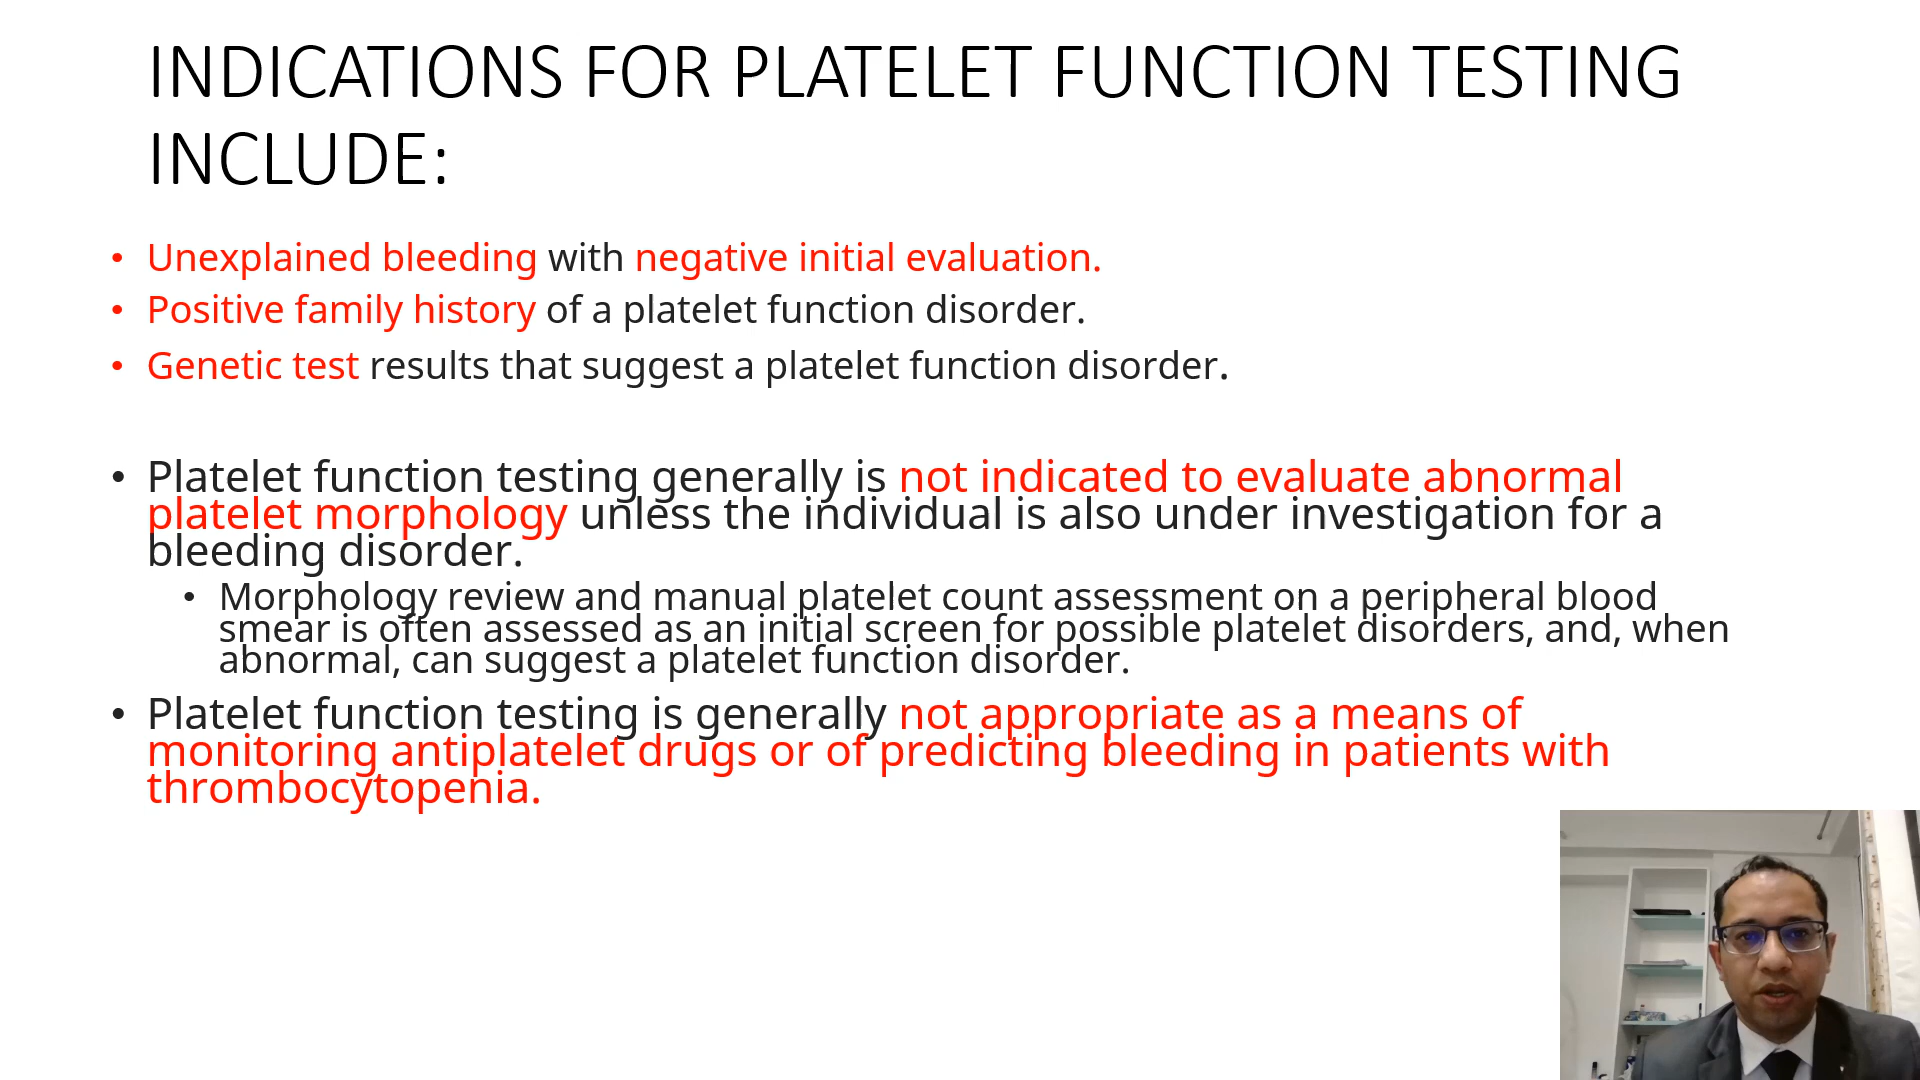 INDICATIONS FOR PLATELET FUNCTION TESTING
INCLUDE:
• Unexplained bleeding with negative initial evaluation.
• Positive family history of a platelet function disorder.
• Genetic test results that suggest a platelet function disorder.
• Platelet function testing generally is not indicated to evaluate abnormal
platelet morphology unless the individual is also under investigation for a
bleeding disorder.
• Morphology review and manual platelet count assessment on a peripheral blood
smear is often assessed as an initial screen for possible platelet disorders, and, when
abnormal, can suggest a platelet function disorder.
• Platelet function testing is generally not appropriate as a means of
monitoring antiplatelet drugs or of predicting bleeding in patients with
thrombocytopenia.